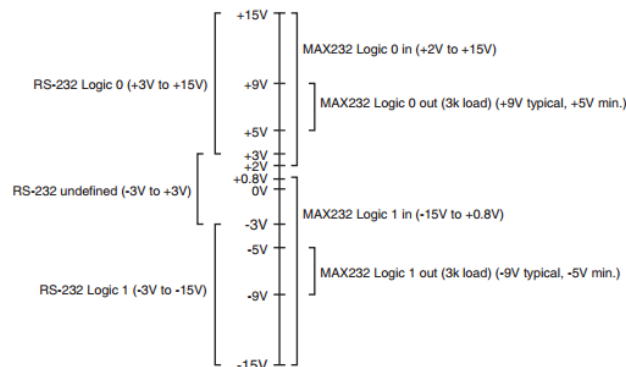 +15V
MAX232 Logic 0 in (+2V to +15V)
RS-232 Logic 0 (+3V to +15V)
+9V
MAX232 Logic 0 out (3k load) (+9V typical, +5V min.)
+5V
+3V
+2V
+0.8V
RS-232 undefined (-3V to +3V)
0V
MAX232 Logic 1 in (-15V to +0.8V)
-3V
-5V
MAX232 Logic 1 out (3k load) (-9V typical, -5V min.)
RS-232 Logic 1 (-3V to -15V)
-9V
-15V